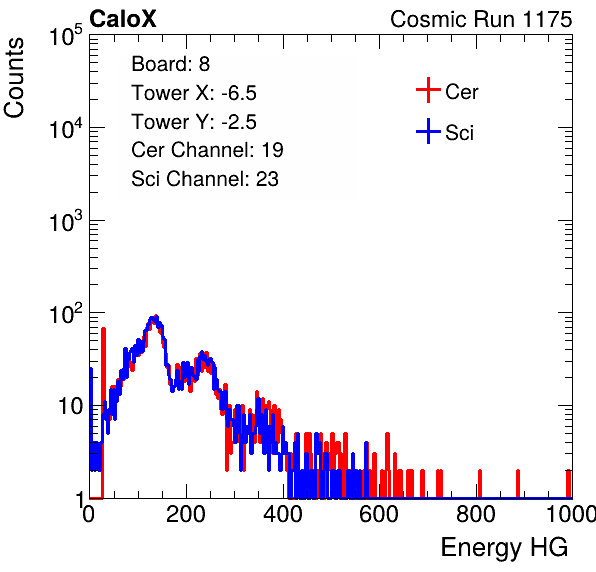 CaloX Cosmic Run 1175
Counts
10^5
10^4
10^3
10^2
10
1
Board: 8
Tower X: -6.5
Tower Y: -2.5
Cer Channel: 19
Sci Channel: 23
Cer
Sci
0 200 400 600 800 1000
Energy HG